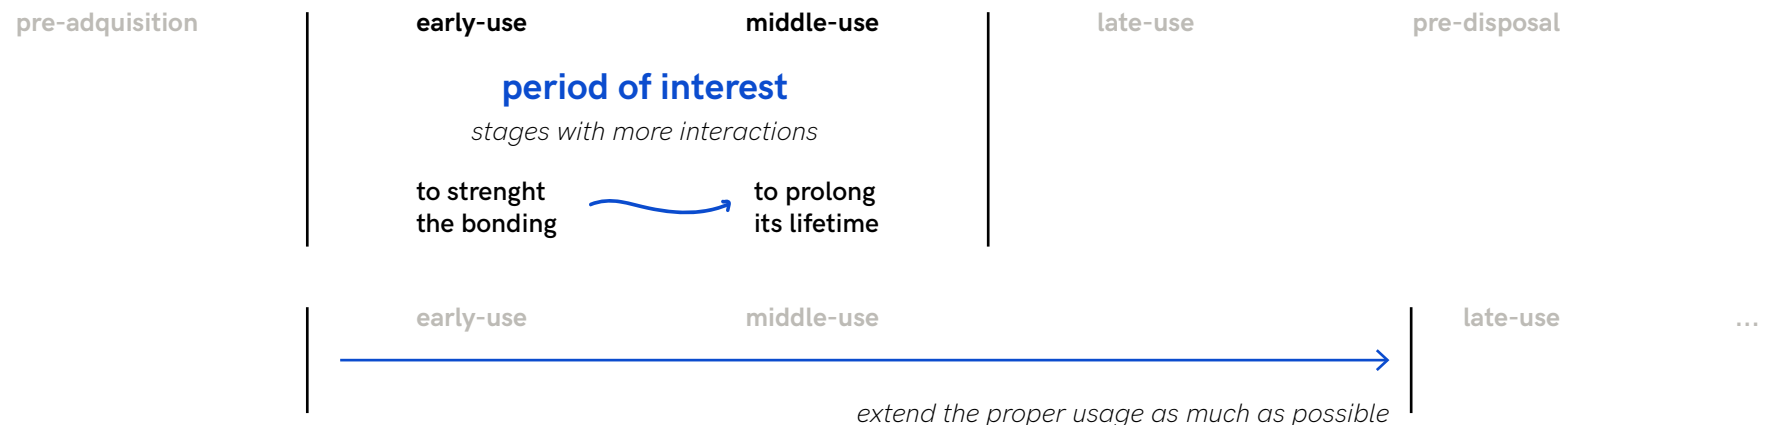 pre-adquisition early-use middle-use late-use pre-disposal
period of interest
stages with more interactions
to strenght
the bonding
to prolong
its lifetime
early-use middle-use late-use ...
extend the proper usage as much as possible